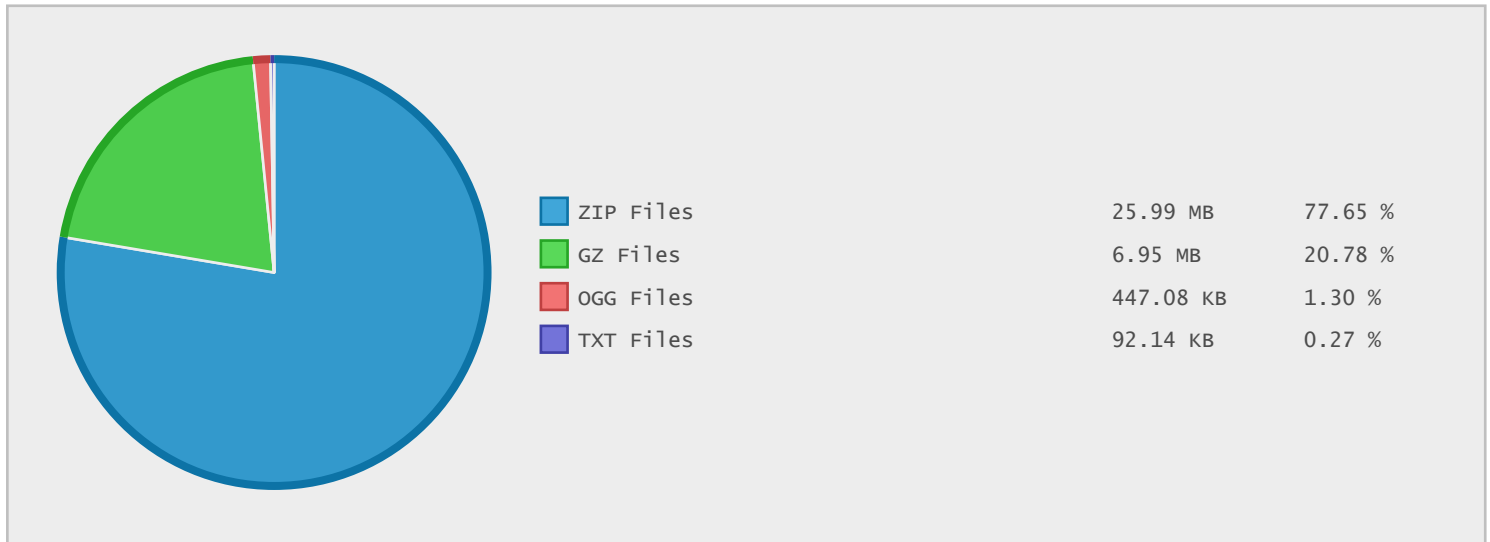 ZIP Files 25.99 MB 77.65 %
GZ Files 6.95 MB 20.78 %
OGG Files 447.08 KB 1.30 %
TXT Files 92.14 KB 0.27 %